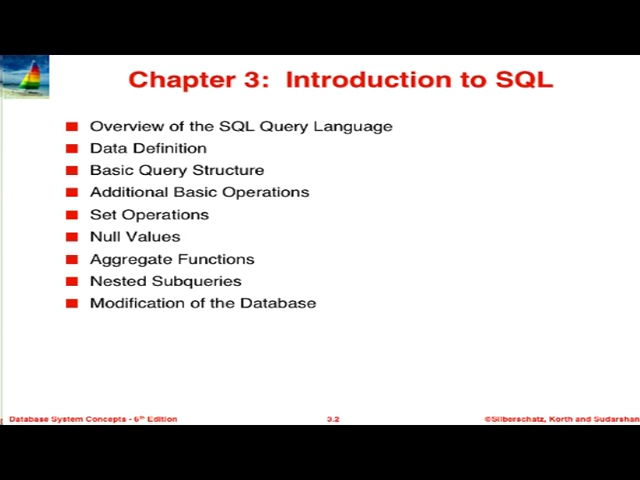 Chapter 3: Introduction to SQL
Overview of the SQL Query Language
Data Definition
Basic Query Structure
Additional Basic Operations
Set Operations
Null Values
Aggregate Functions
Nested Subqueries
Modification of the Database
Database System Concepts - 6th Edition 3.2 ©Silberschatz, Korth and Sudarshan